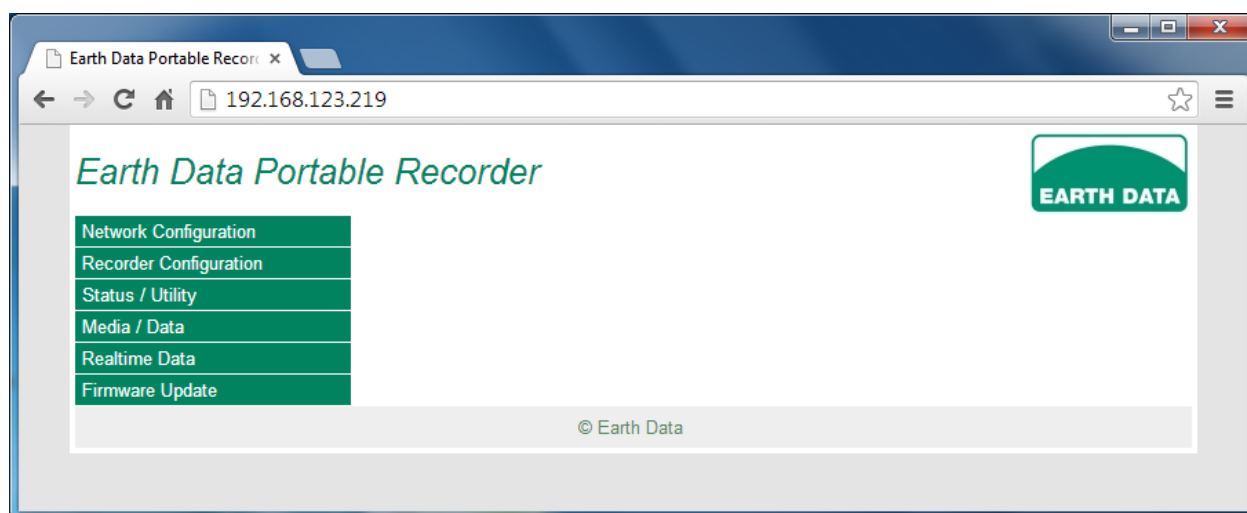 Earth Data Portable Recor
192.168.123.219
Earth Data Portable Recorder
EARTH DATA
Network Configuration
Recorder Configuration
Status / Utility
Media / Data
Realtime Data
Firmware Update
© Earth Data